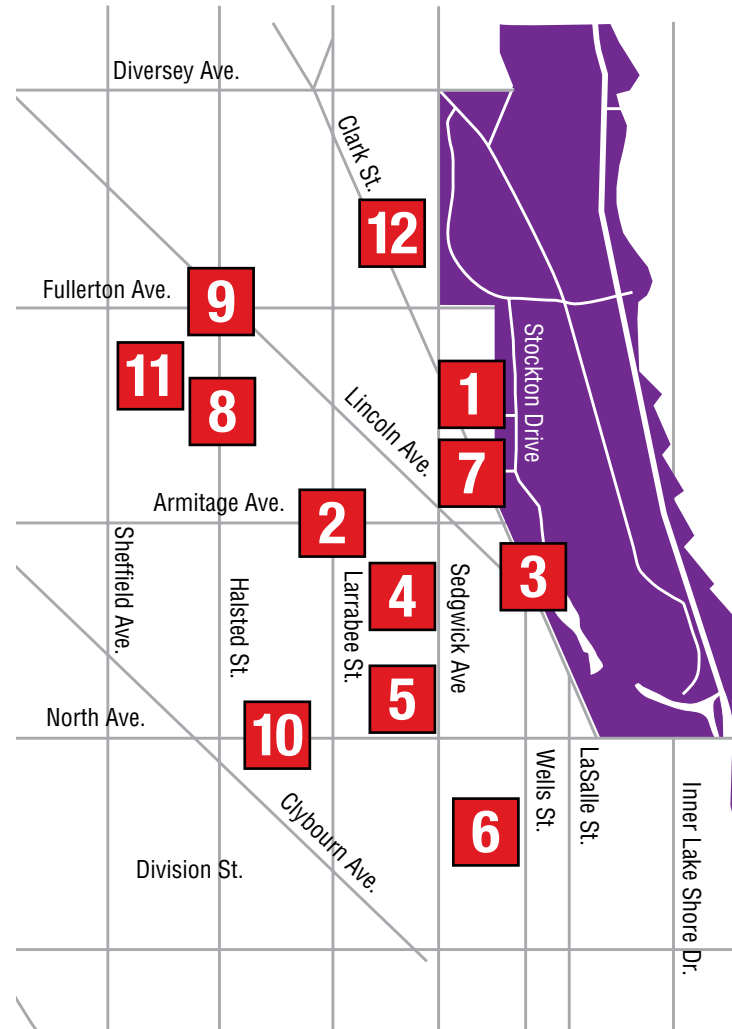 Diversey Ave.
Clark St.
12
Fullerton Ave.
9
Stockton Drive
11
1
8
Lincoln Ave.
7
Armitage Ave.
2
Sheffield Ave.
Halsted St.
Larrabee St.
4
Sedgwick Ave
3
5
North Ave.
10
Wells St.
LaSalle St.
Inner Lake Shore Dr.
Clybourn Ave.
6
Division St.